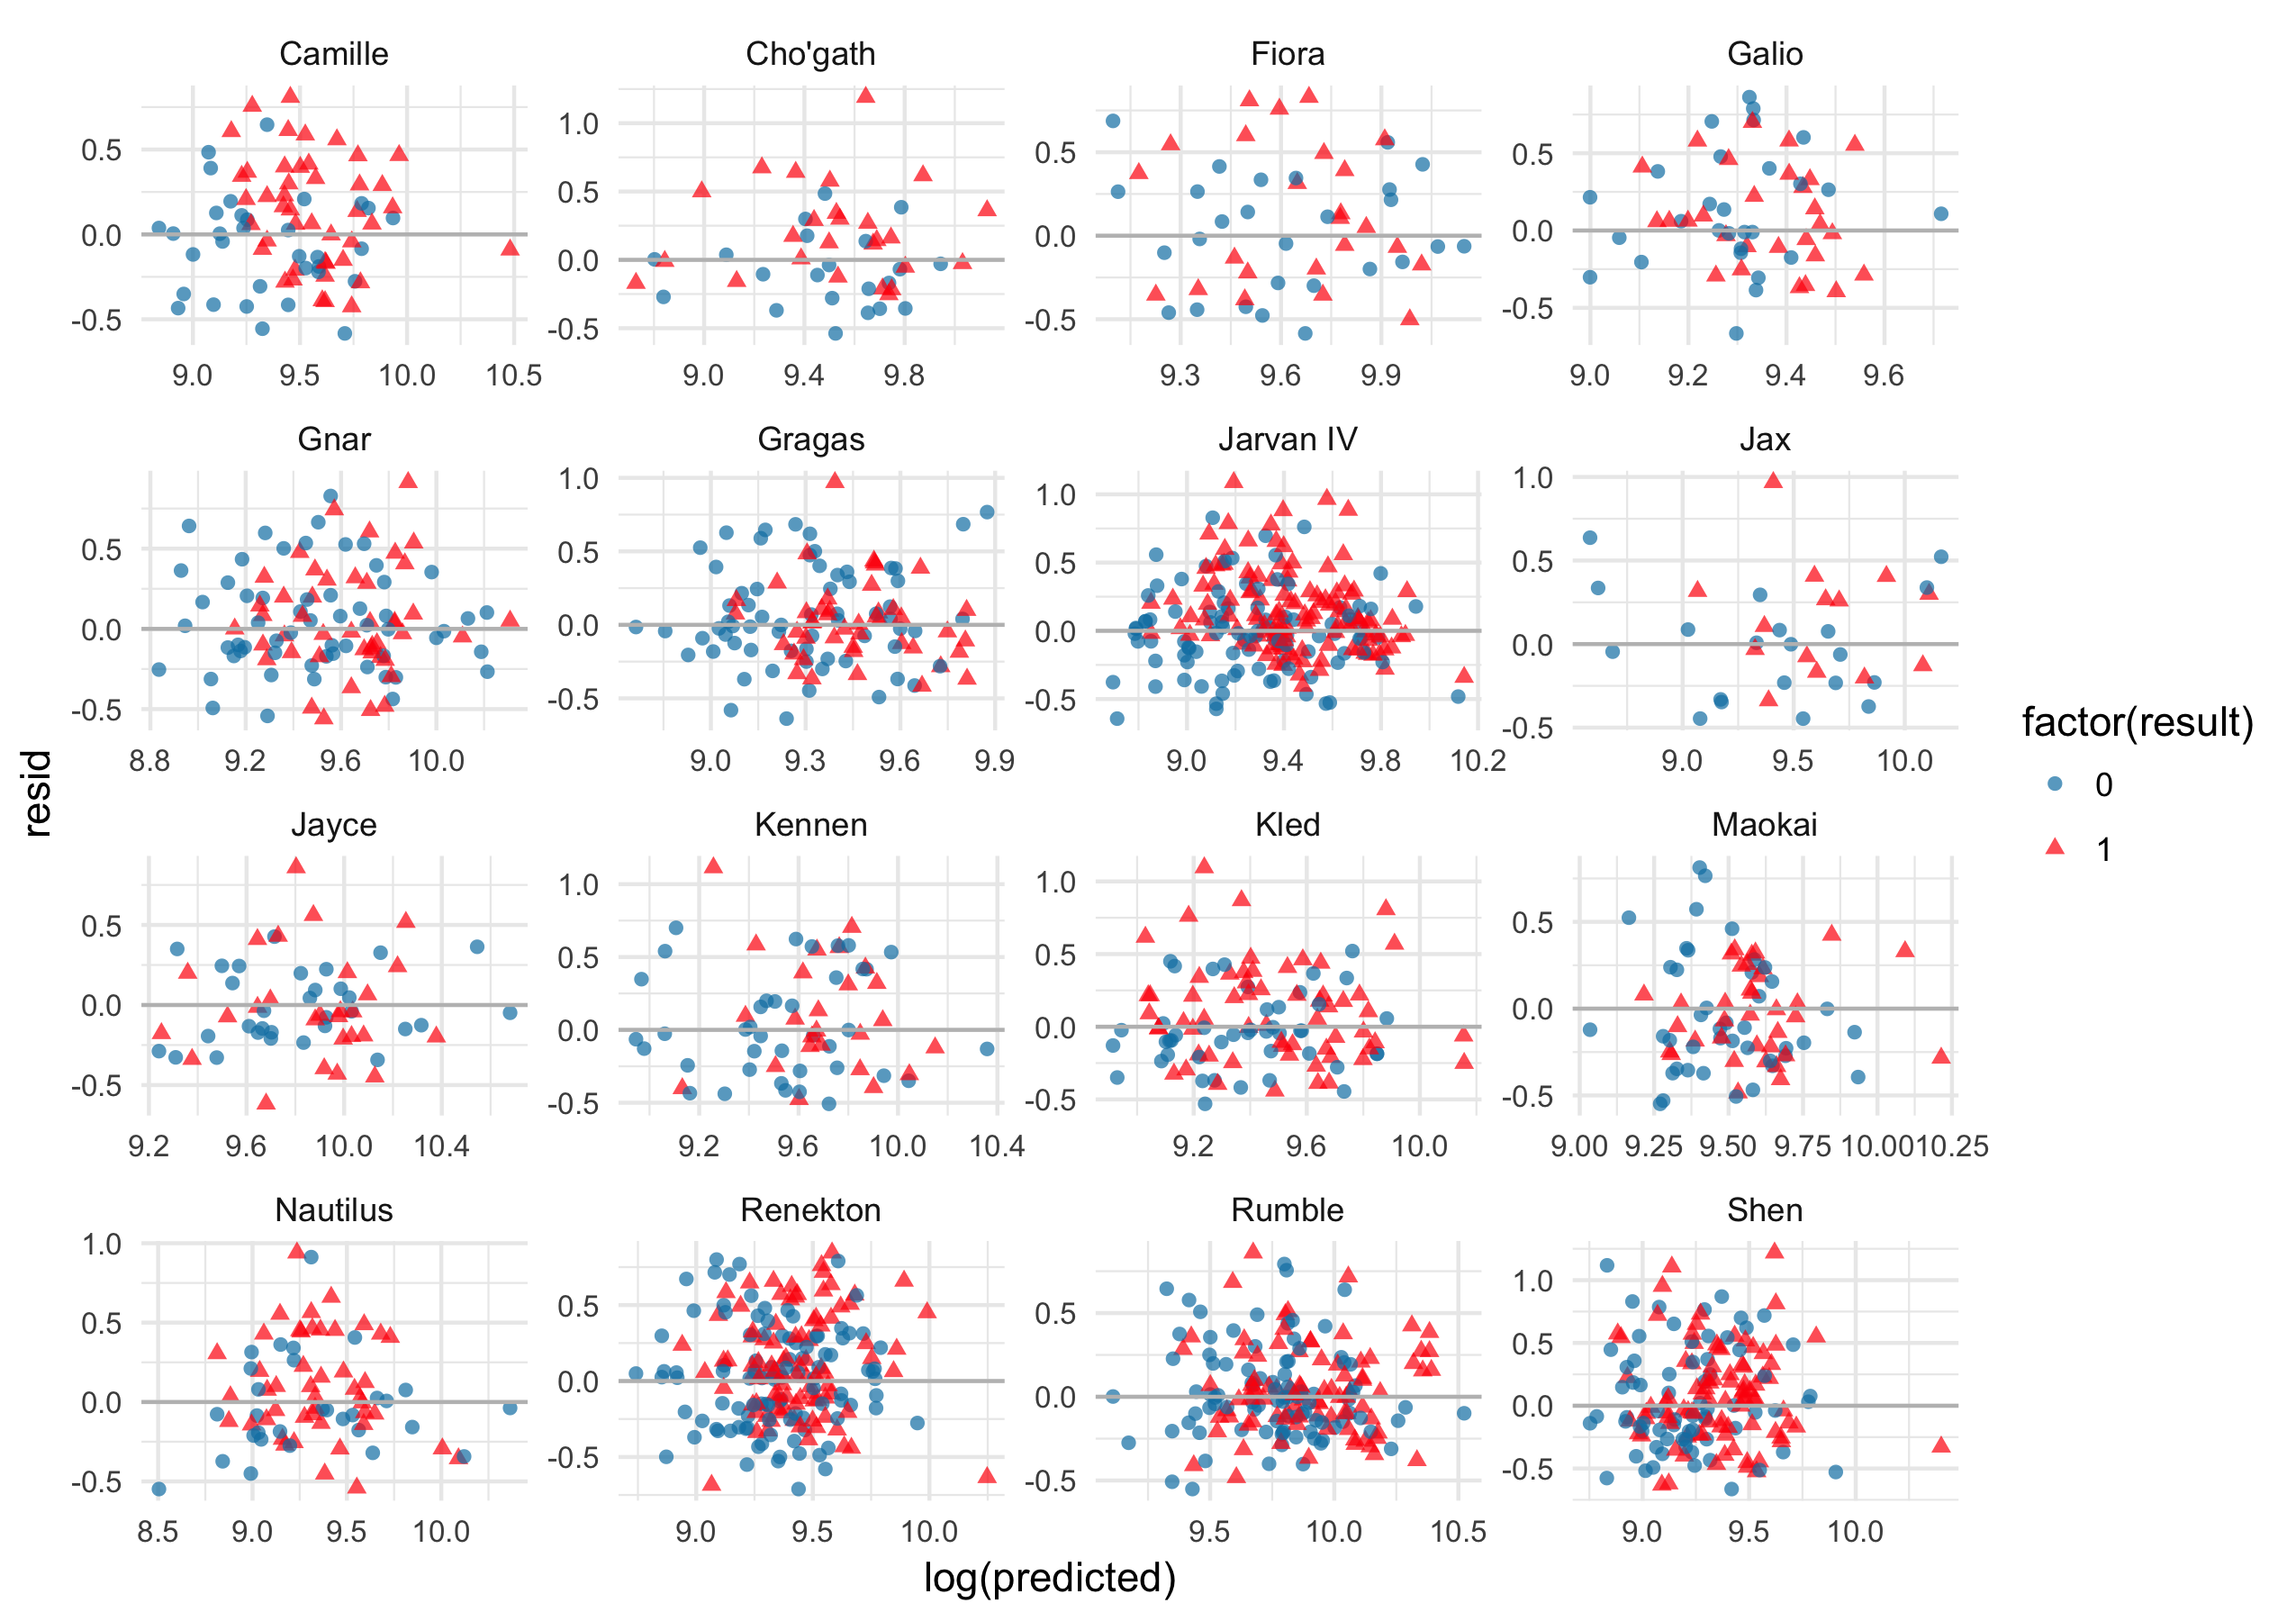 Camille Cho'gath Fiora Galio
0.5 0.0 -0.5
1.0 0.5 0.0 -0.5
0.5 0.0 -0.5
0.5 0.0 -0.5
9.0 9.5 10.0 10.5 9.0 9.4 9.8 9.3 9.6 9.9 9.0 9.2 9.4 9.6
Gnar Gragas Jarvan IV Jax
0.5 0.0 -0.5
1.0 0.5 0.0 -0.5
1.0 0.5 0.0 -0.5
1.0 0.5 0.0 -0.5
8.8 9.2 9.6 10.0 9.0 9.3 9.6 9.9 9.0 9.4 9.8 10.2 9.0 9.5 10.0
Jayce Kennen Kled Maokai
0.5 0.0 -0.5
1.0 0.5 0.0 -0.5
1.0 0.5 0.0 -0.5
0.5 0.0 -0.5
9.2 9.6 10.0 10.4 9.2 9.6 10.0 10.4 9.2 9.6 10.0 9.00 9.25 9.50 9.75 10.00 10.25
Nautilus Renekton Rumble Shen
1.0 0.5 0.0 -0.5
0.5 0.0 -0.5
0.5 0.0 -0.5
1.0 0.5 0.0 -0.5
8.5 9.0 9.5 10.0 9.0 9.5 10.0 9.5 10.0 10.5 9.0 9.5 10.0
log(predicted)
resid
factor(result)
0
1